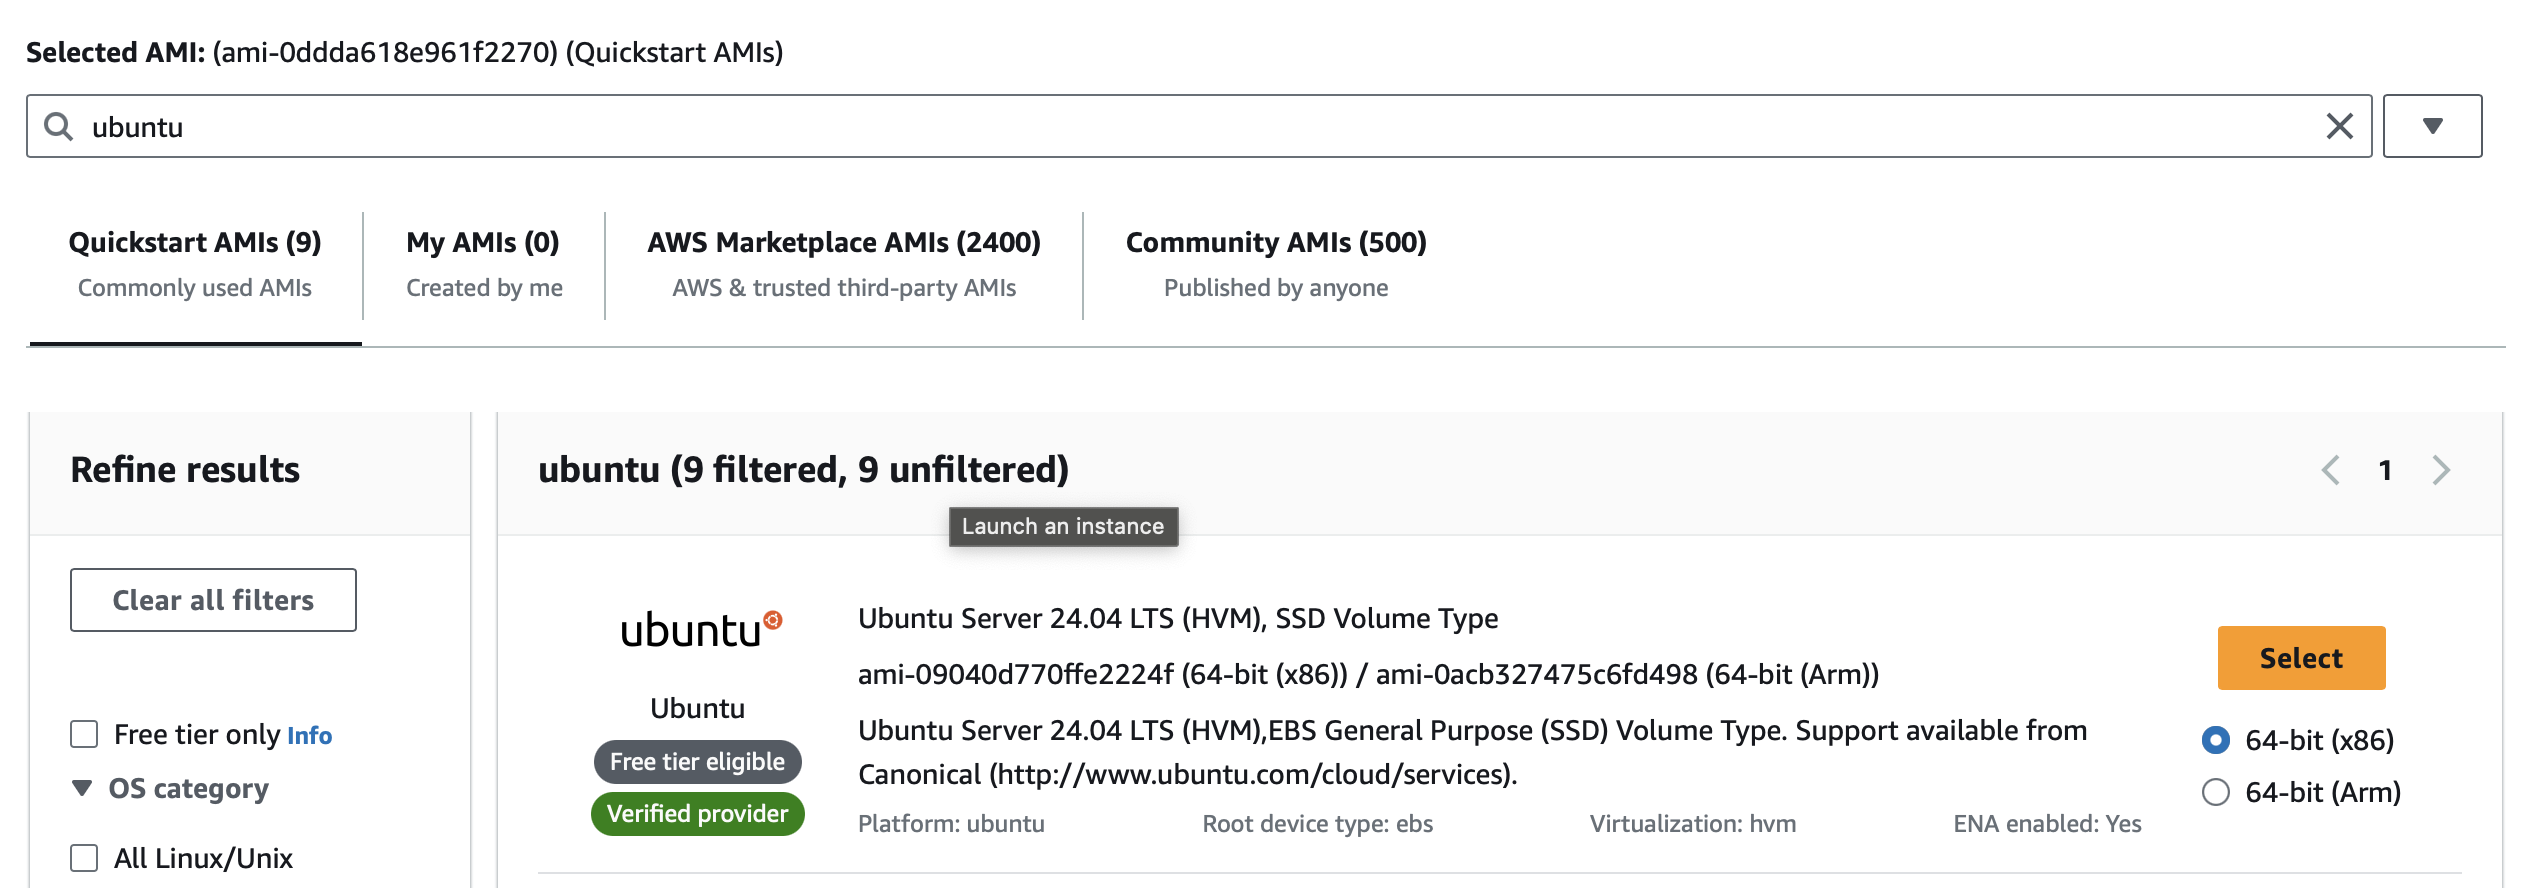 Selected AMI: (ami-0ddda618e961f2270) (Quickstart AMIs)
ubuntu
Quickstart AMIs (9)
Commonly used AMIs
My AMIs (0)
Created by me
AWS Marketplace AMIs (2400)
AWS & trusted third-party AMIs
Community AMIs (500)
Published by anyone
Refine results
Clear all filters
Free tier only Info
OS category
All Linux/Unix
ubuntu (9 filtered, 9 unfiltered)
1
Launch an instance
ubuntu
Ubuntu
Free tier eligible
Verified provider
Ubuntu Server 24.04 LTS (HVM), SSD Volume Type
ami-09040d770ffe2224f (64-bit (x86)) / ami-0acb327475c6fd498 (64-bit (Arm))
Ubuntu Server 24.04 LTS (HVM),EBS General Purpose (SSD) Volume Type. Support available from
Canonical (http://www.ubuntu.com/cloud/services).
Platform: ubuntu
Root device type: ebs
Virtualization: hvm
ENA enabled: Yes
Select
64-bit (x86)
64-bit (Arm)